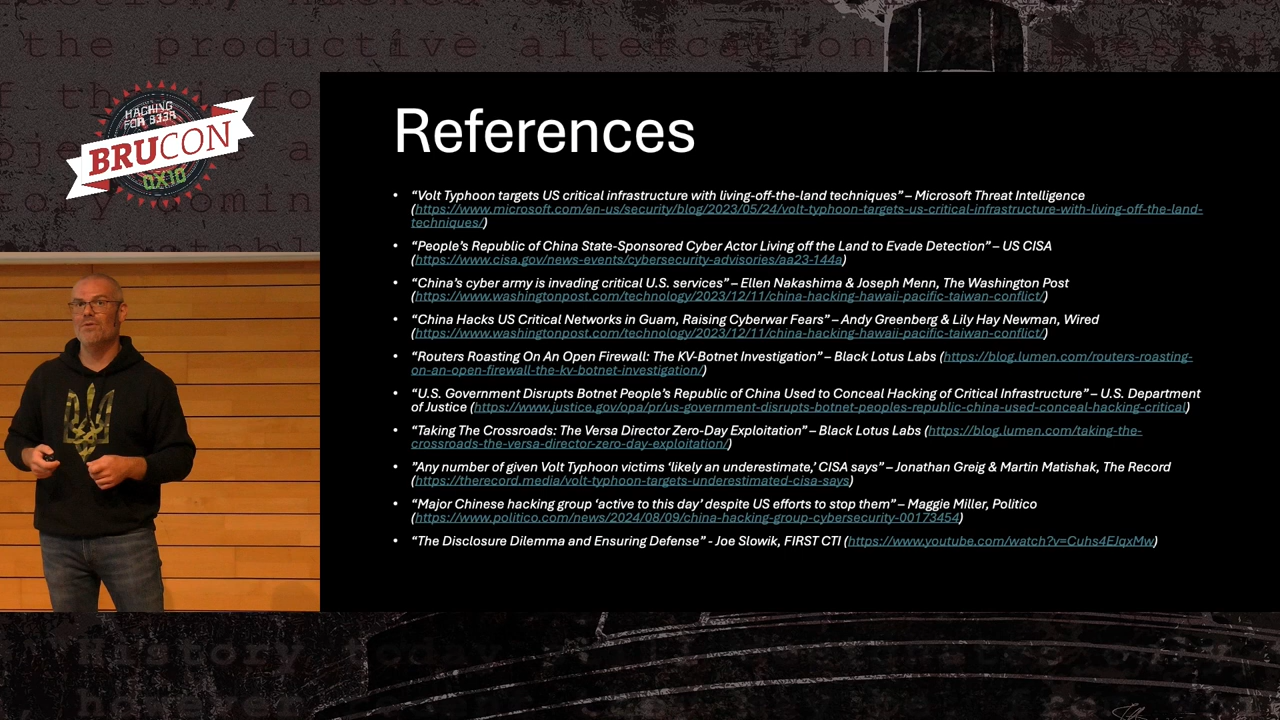 the productive altercation
HACKING
FOR B33R
BRUCON
0X10
References
• “Volt Typhoon targets US critical infrastructure with living-off-the-land techniques” – Microsoft Threat Intelligence
(https://www.microsoft.com/en-us/security/blog/2023/05/24/volt-typhoon-targets-us-critical-infrastructure-with-living-off-the-land-
techniques/)
• “People’s Republic of China State-Sponsored Cyber Actor Living off the Land to Evade Detection” – US CISA
(https://www.cisa.gov/news-events/cybersecurity-advisories/aa23-144a)
• “China’s cyber army is invading critical U.S. services” – Ellen Nakashima & Joseph Menn, The Washington Post
(https://www.washingtonpost.com/technology/2023/12/11/china-hacking-hawaii-pacific-taiwan-conflict/)
• “China Hacks US Critical Networks in Guam, Raising Cyberwar Fears” – Andy Greenberg & Lily Hay Newman, Wired
(https://www.washingtonpost.com/technology/2023/12/11/china-hacking-hawaii-pacific-taiwan-conflict/)
• “Routers Roasting On An Open Firewall: The KV-Botnet Investigation” – Black Lotus Labs (https://blog.lumen.com/routers-roasting-
on-an-open-firewall-the-kv-botnet-investigation/)
• “U.S. Government Disrupts Botnet People’s Republic of China Used to Conceal Hacking of Critical Infrastructure” – U.S. Department
of Justice (https://www.justice.gov/opa/pr/us-government-disrupts-botnet-peoples-republic-china-used-conceal-hacking-critical)
• “Taking The Crossroads: The Versa Director Zero-Day Exploitation” – Black Lotus Labs (https://blog.lumen.com/taking-the-
crossroads-the-versa-director-zero-day-exploitation/)
• ”Any number of given Volt Typhoon victims ‘likely an underestimate,’ CISA says” – Jonathan Greig & Martin Matishak, The Record
(https://therecord.media/volt-typhoon-targets-underestimated-cisa-says)
• “Major Chinese hacking group ‘active to this day’ despite US efforts to stop them” – Maggie Miller, Politico
(https://www.politico.com/news/2024/08/09/china-hacking-group-cybersecurity-00173454)
• “The Disclosure Dilemma and Ensuring Defense” - Joe Slowik, FIRST CTI (https://www.youtube.com/watch?v=Cuhs4EJqxMw)
History today
however